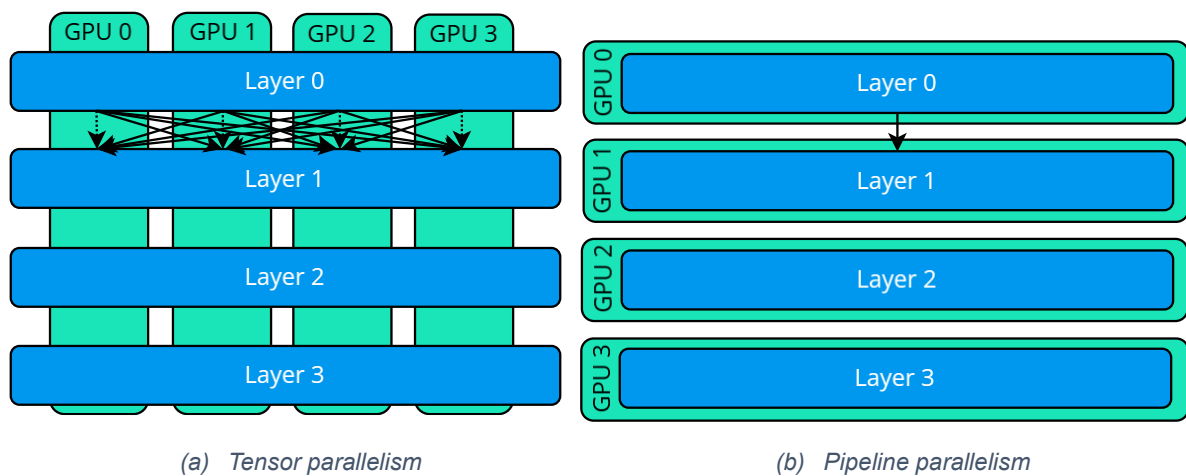 GPU 0
GPU 1
GPU 2
GPU 3
Layer 0
Layer 1
Layer 2
Layer 3
(a) Tensor parallelism
GPU 0
Layer 0
GPU 1
Layer 1
GPU 2
Layer 2
GPU 3
Layer 3
(b) Pipeline parallelism